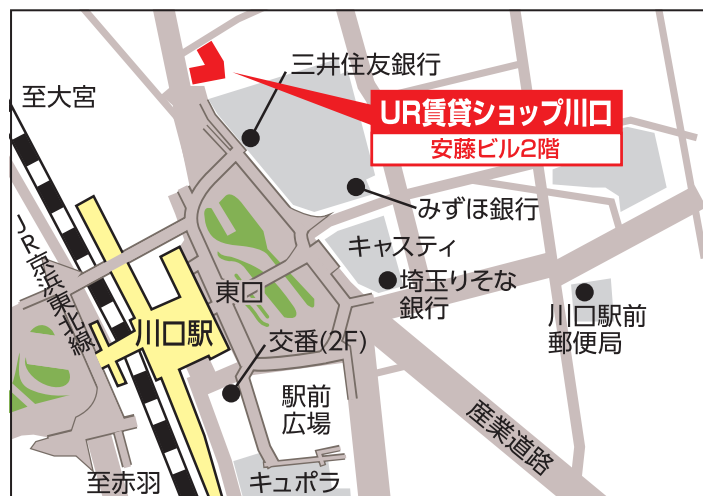 三井住友銀行
至大宮
UR賃貸ショップ川口
安藤ビル2階
みずほ銀行
キャスティ
JR京浜東北線
東口
埼玉りそな
銀行
川口駅
交番(2F)
川口駅前
郵便局
駅前
広場
産業道路
至赤羽
キュポラ